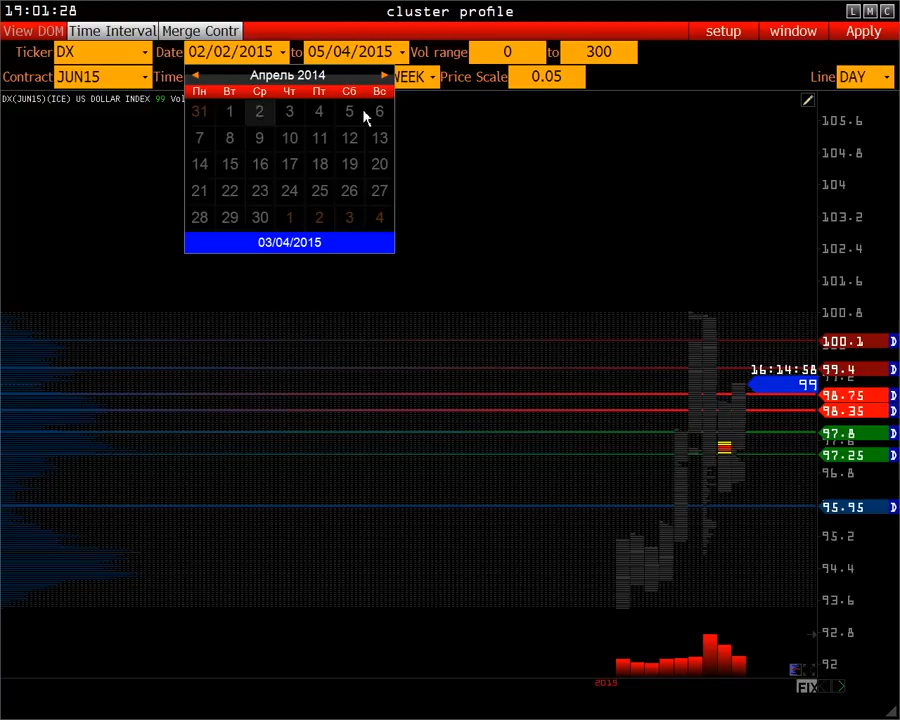 19:01:28 cluster profile L M C
View DOM Time Interval Merge Contr setup window Apply
Ticker DX Date 02/02/2015 to 05/04/2015 Vol range 0 to 300
Contract JUN15 Time WEEK Price Scale 0.05 Line DAY
DX(JUN15)(ICE) US DOLLAR INDEX 99 Vol
Апрель 2014
Пн Вт Ср Чт Пт Сб Вс
31 1 2 3 4 5 6
7 8 9 10 11 12 13
14 15 16 17 18 19 20
21 22 23 24 25 26 27
28 29 30 1 2 3 4
03/04/2015
105.6
104.8
104
103.2
102.4
101.6
100.8
100.1 D
16:14:58 99.4 D
99
98.75 D
98.35 D
97.8 D
97.25 D
96.8
95.95 D
95.2
94.4
93.6
92.8
92
2015
FIX